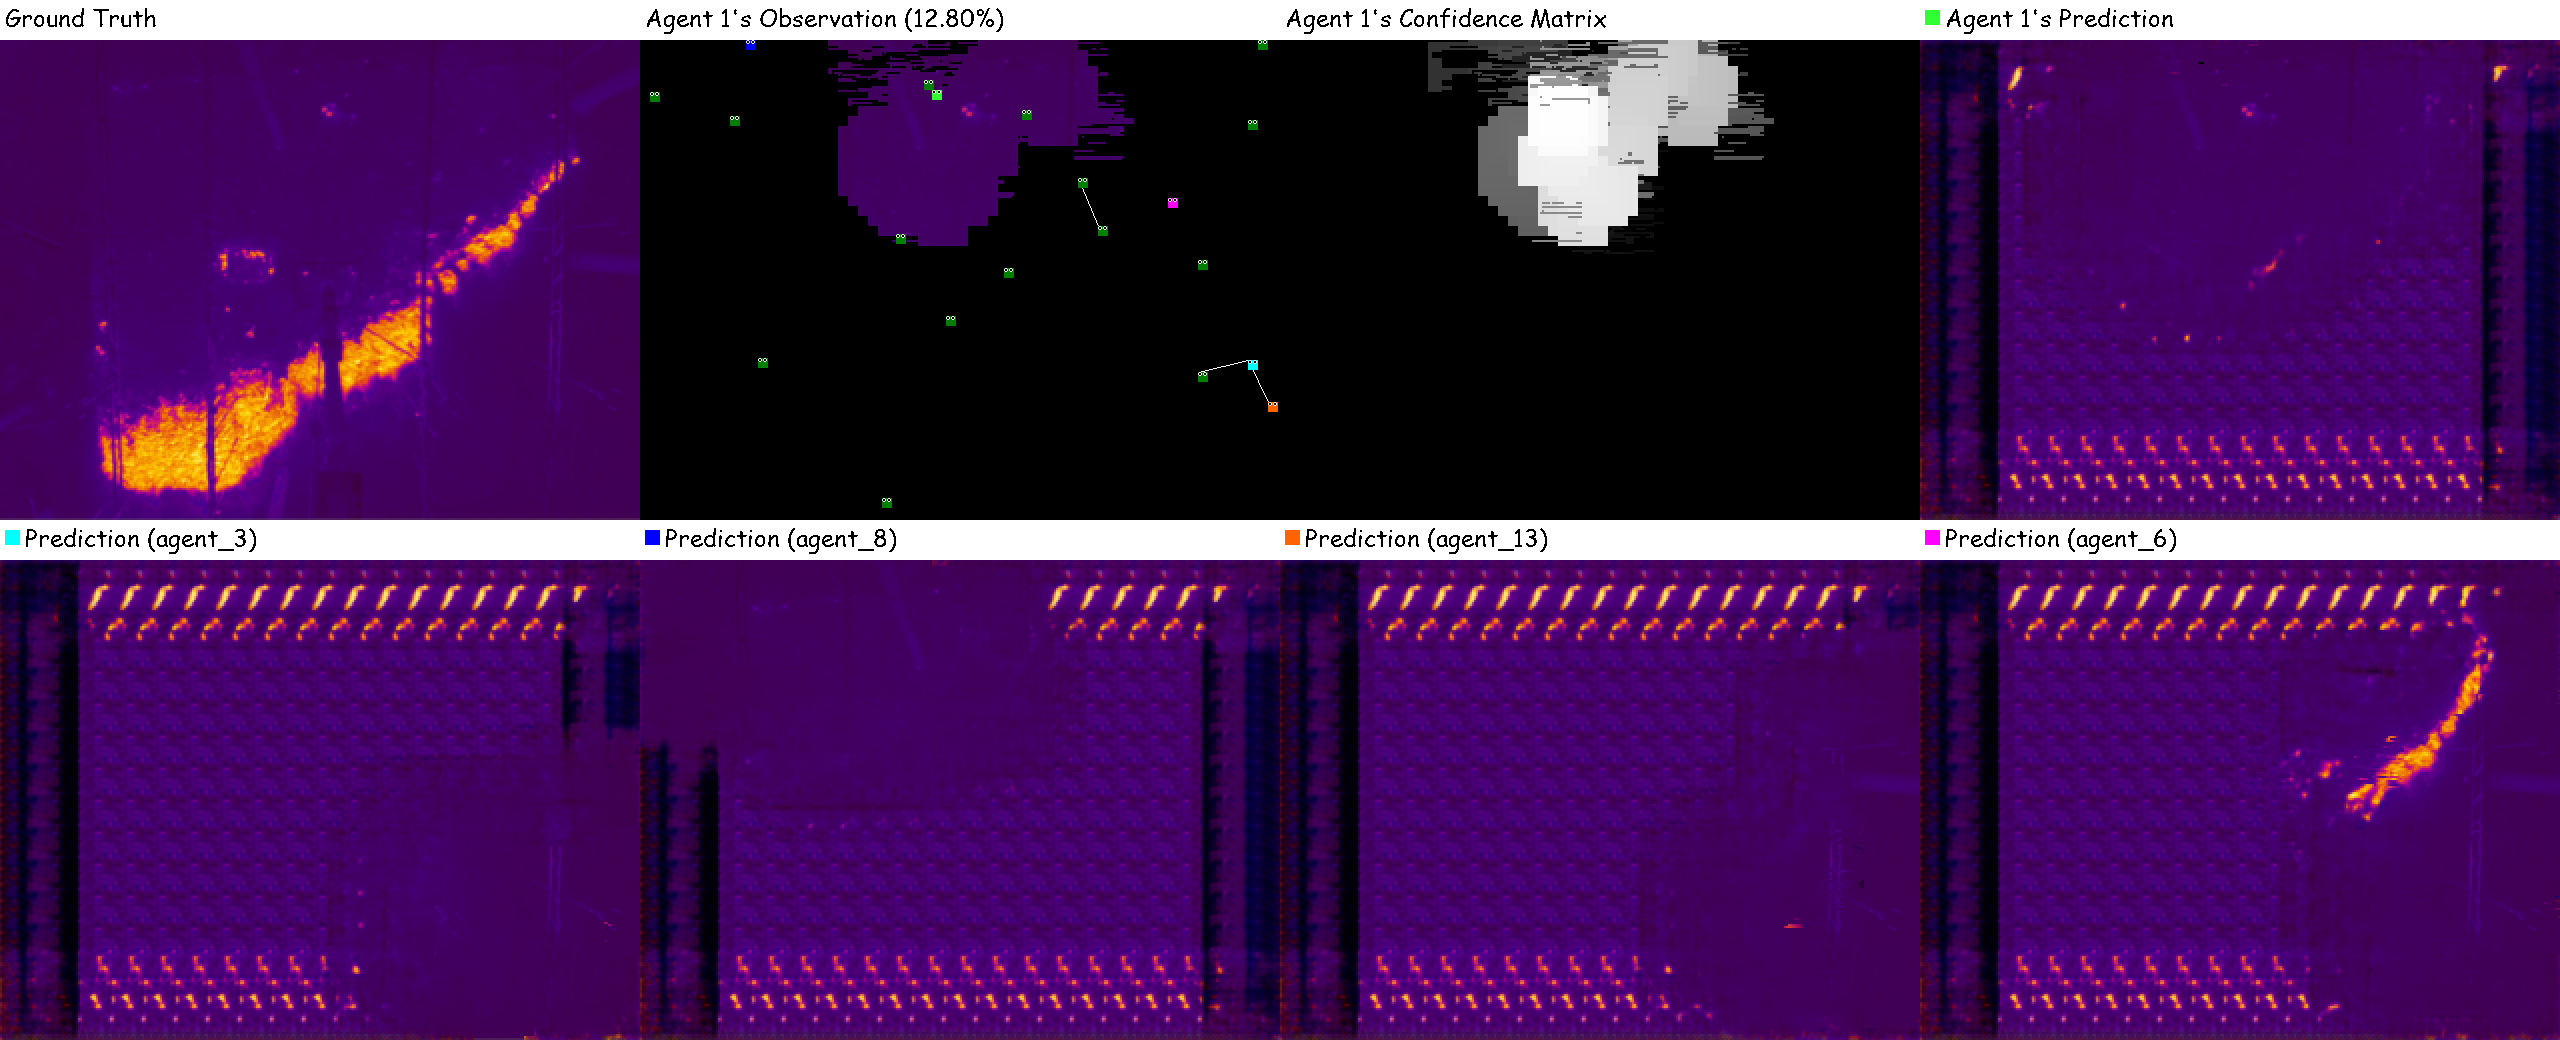 Ground Truth
Agent 1's Observation (12.80%)
Agent 1's Confidence Matrix
Agent 1's Prediction
Prediction (agent_3)
Prediction (agent_8)
Prediction (agent_13)
Prediction (agent_6)